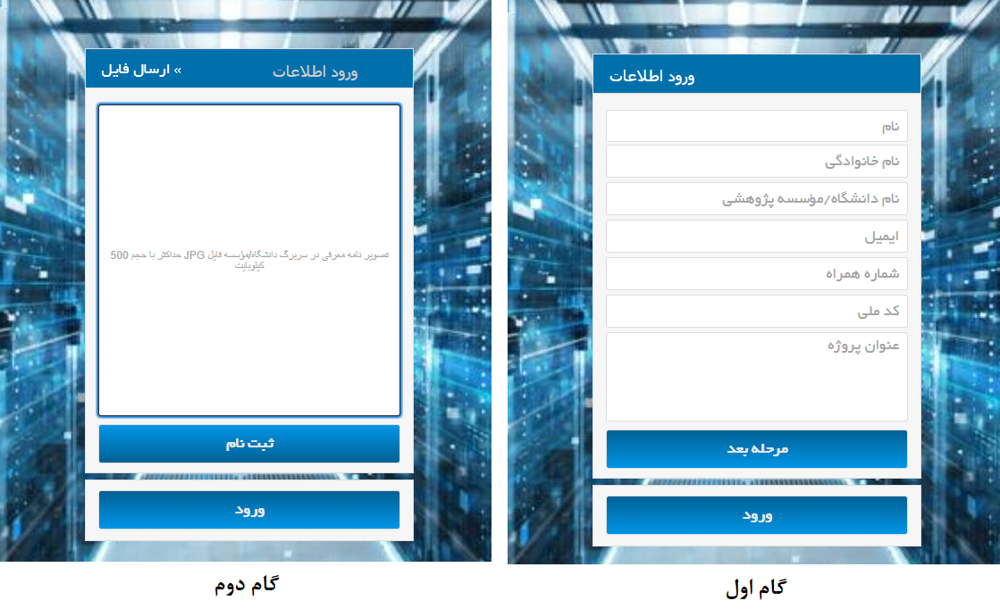 ورود اطلاعات
نام
نام خانوادگی
نام دانشگاه/مؤسسه پژوهشی
ایمیل
شماره همراه
کد ملی
عنوان پروژه
مرحله بعد
ورود
گام اول
ورود اطلاعات
» ارسال فایل
تصویر نامه معرفی در سربرگ دانشگاه/مؤسسه فایل JPG حداکثر با حجم 500
کیلوبایت
ثبت نام
ورود
گام دوم